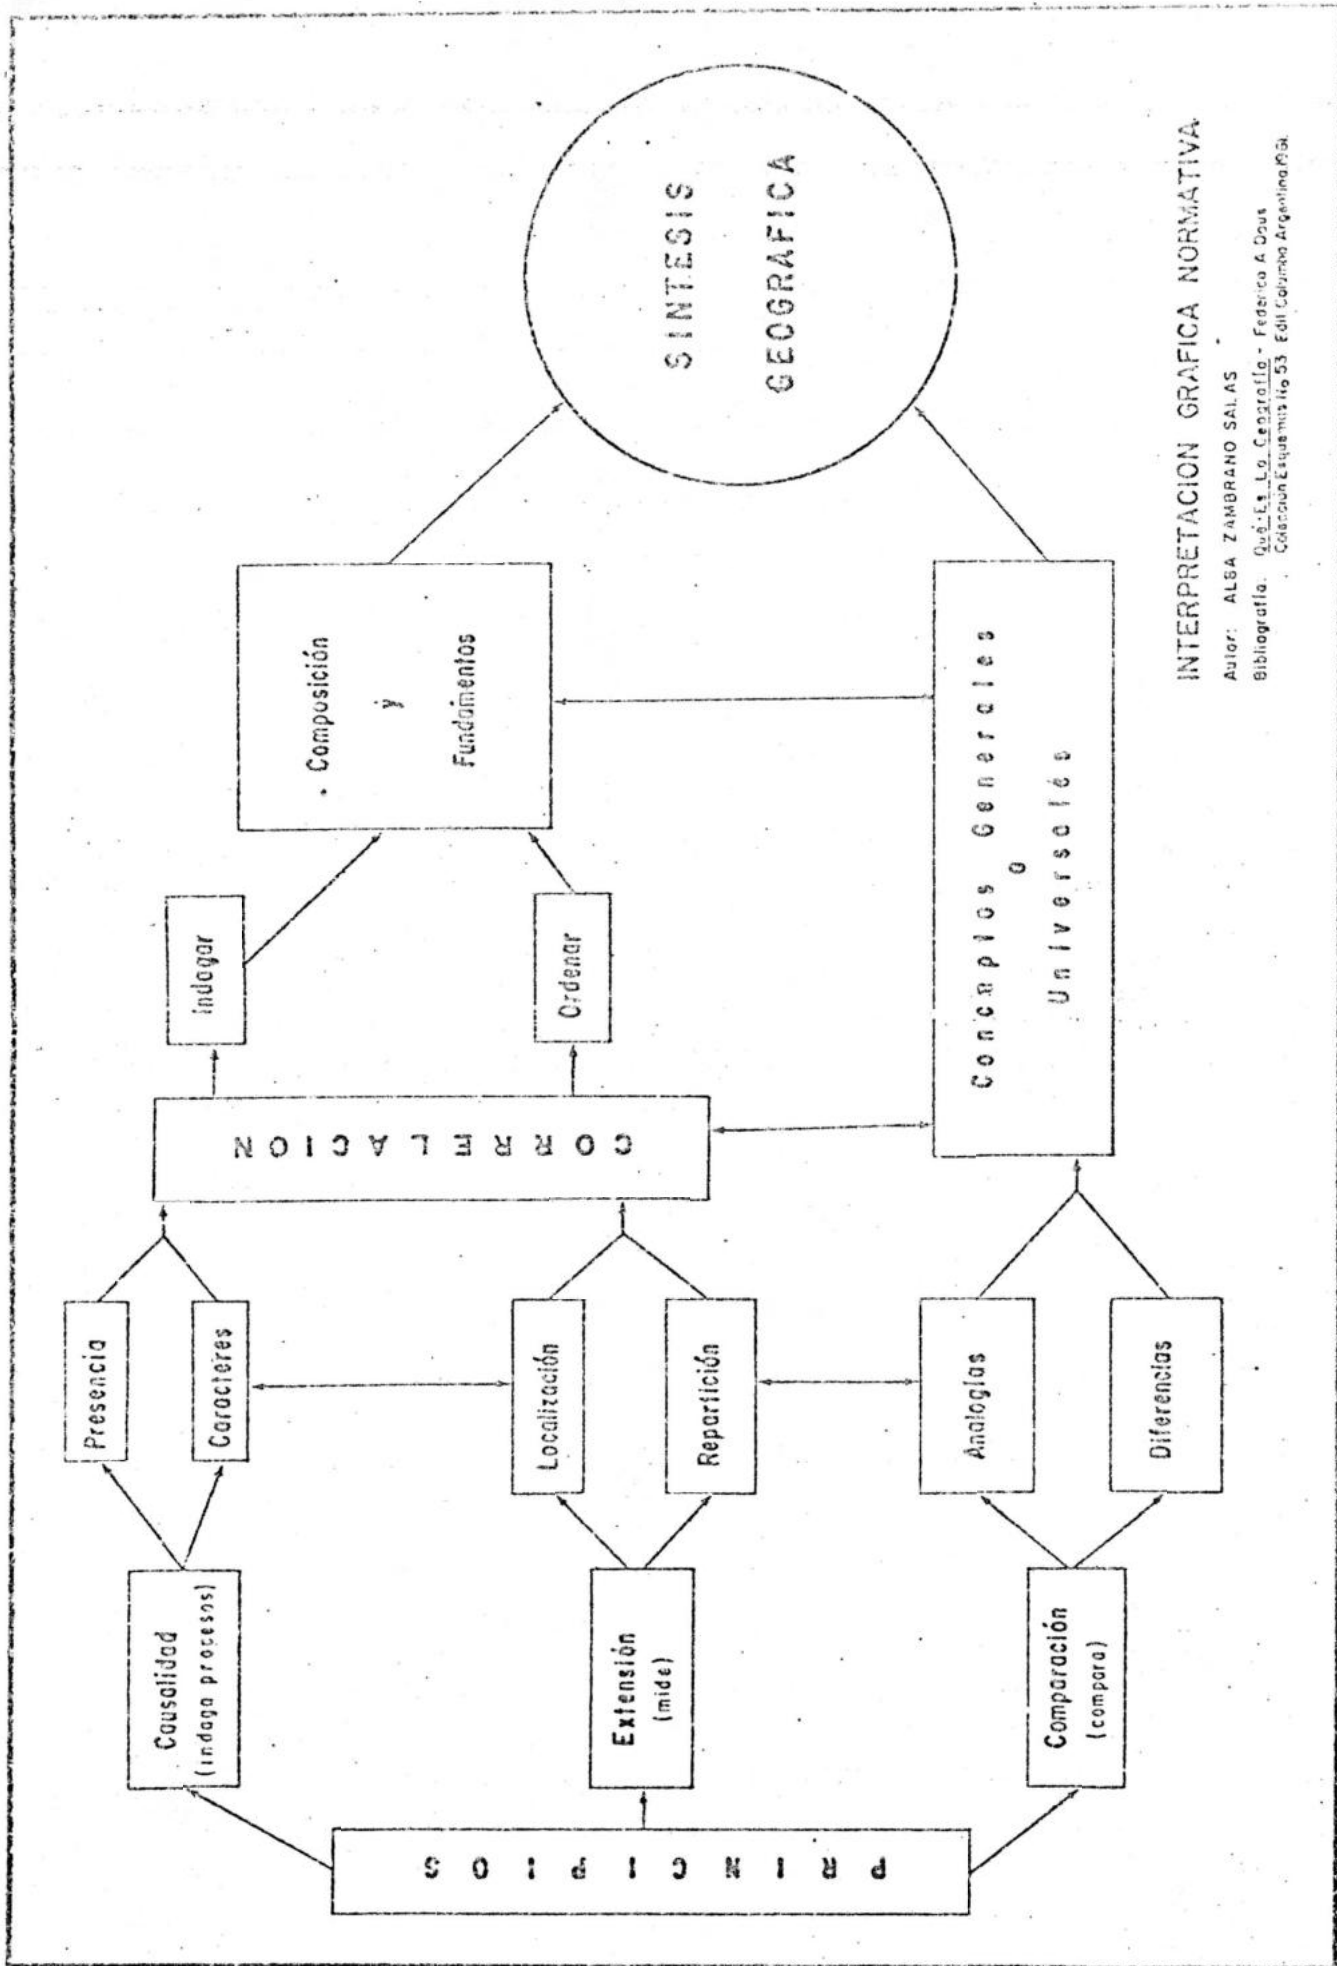 PRINCIPIOS
Causalidad
(indaga procesos)
Extensión
(mide)
Comparación
(compara)
Presencia
Caracteres
Localización
Repartición
Analogías
Diferencias
CORRELACION
Indagar
Ordenar
Composición
y
Fundamentos
Conceptos Generales
o
Universales
SINTESIS
GEOGRAFICA
INTERPRETACION GRAFICA NORMATIVA
Autor: ALBA ZAMBRANO SALAS
Bibliografía. Qué Es La Geografía - Federico A Daus
Colección Esquemas No 53 Edil Columba Argentina 1961.